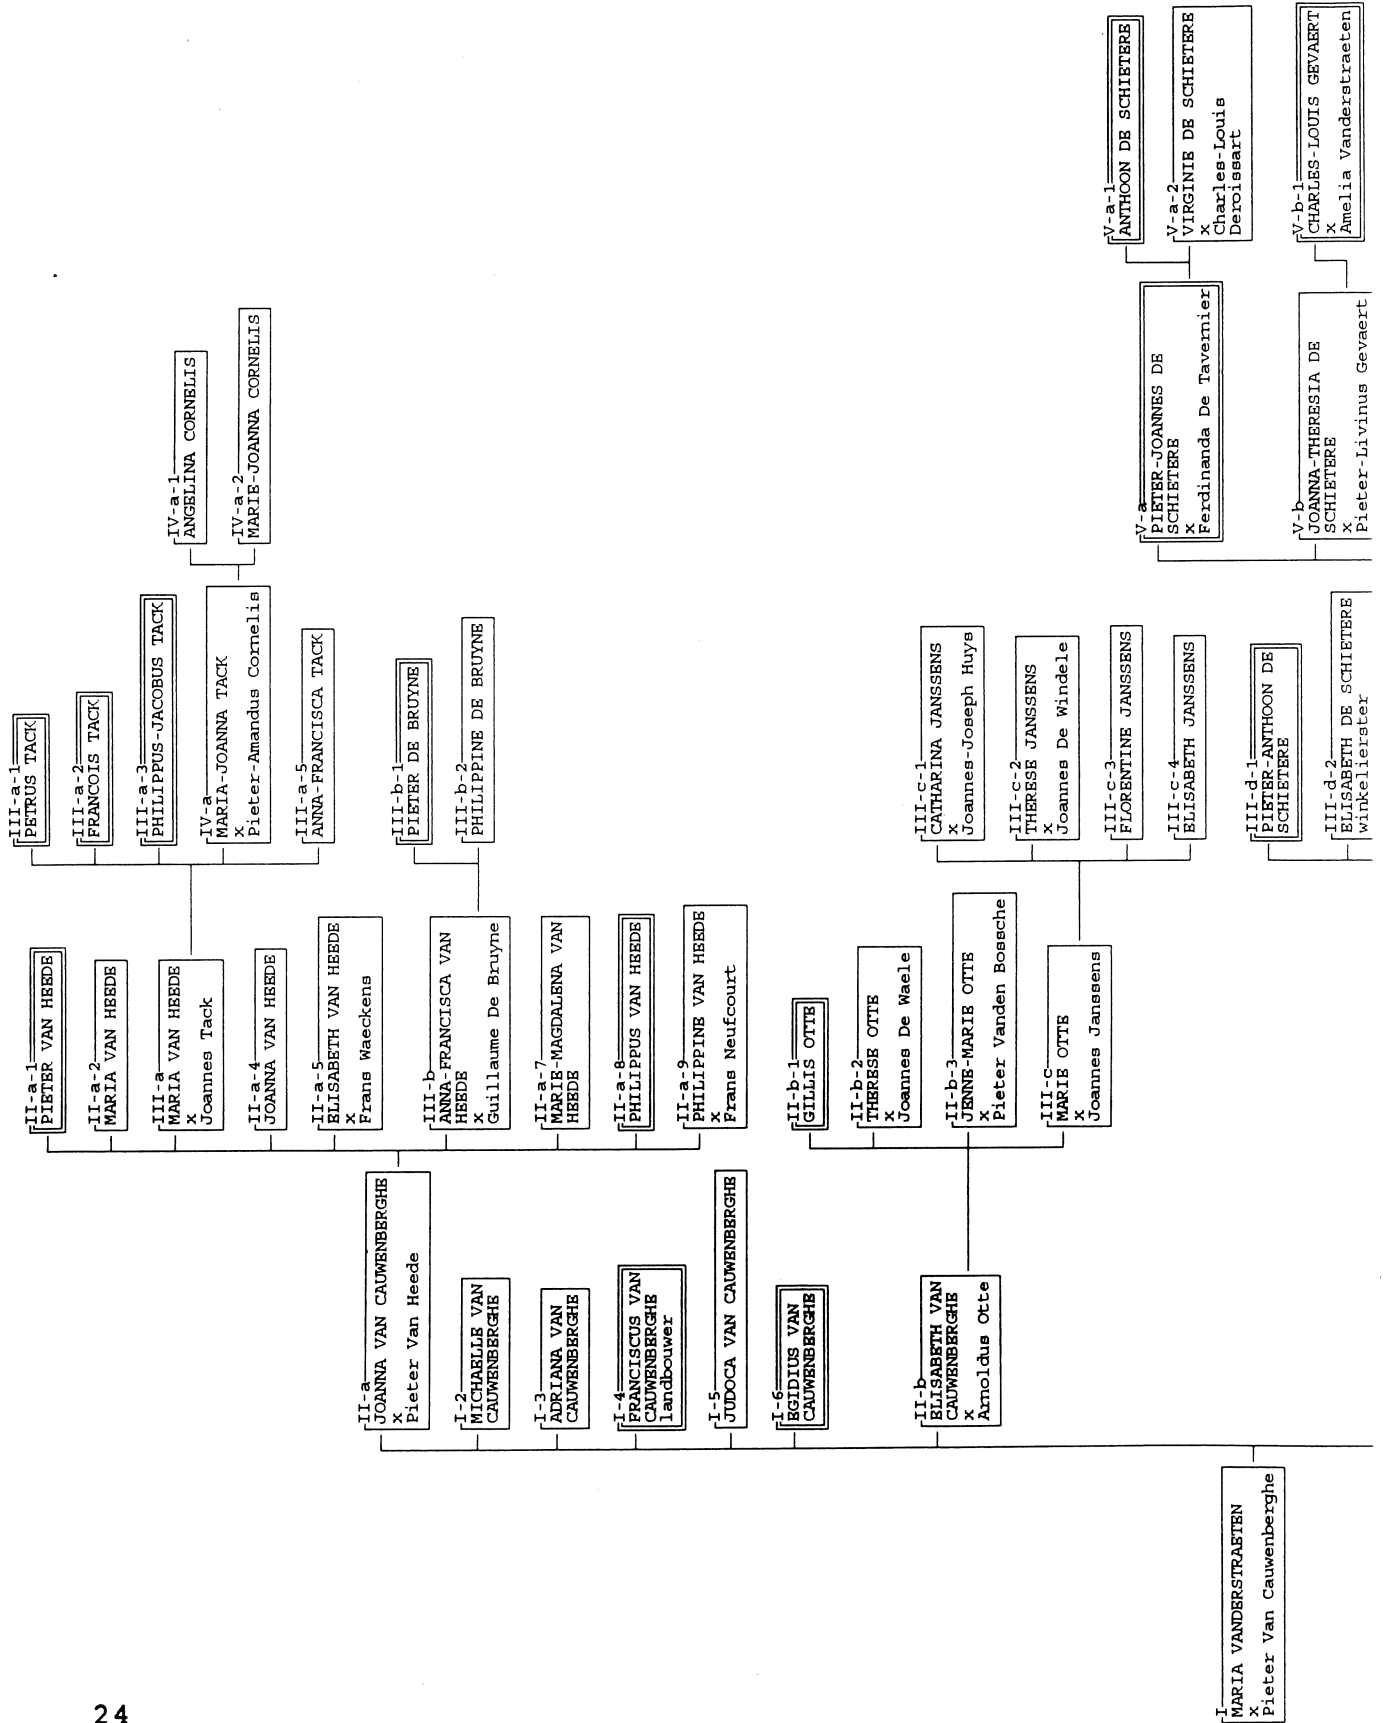 I
MARIA VANDERSTRAETEN
x
Pieter Van Cauwenberghe
II-a
JOANNA VAN CAUWENBERGHE
x
Pieter Van Heede
I-2
MICHAELLE VAN
CAUWENBERGHE
I-3
ADRIANA VAN
CAUWENBERGHE
I-4
FRANCISCUS VAN
CAUWENBERGHE
landbouwer
I-5
JUDOCA VAN CAUWENBERGHE
I-6
EGIDIUS VAN
CAUWENBERGHE
II-b
ELISABETH VAN
CAUWENBERGHE
x
Arnoldus Otte
II-a-1
PIETER VAN HEEDE
II-a-2
MARIA VAN HEEDE
III-a
MARIA VAN HEEDE
x
Joannes Tack
II-a-4
JOANNA VAN HEEDE
II-a-5
ELISABETH VAN HEEDE
x
Frans Waeckens
III-b
ANNA-FRANCISCA VAN
HEEDE
x
Guillaume De Bruyne
II-a-7
MARIE-MAGDALENA VAN
HEEDE
II-a-8
PHILIPPUS VAN HEEDE
II-a-9
PHILIPPINE VAN HEEDE
x
Frans Neufcourt
II-b-1
GILLIS OTTE
II-b-2
THERESE OTTE
x
Joannes De Waele
II-b-3
JENNE-MARIE OTTE
x
Pieter Vanden Bossche
III-c
MARIE OTTE
x
Joannes Janssens
III-a-1
PETRUS TACK
III-a-2
FRANCOIS TACK
III-a-3
PHILIPPUS-JACOBUS TACK
IV-a
MARIA-JOANNA TACK
x
Pieter-Amandus Cornelis
III-a-5
ANNA-FRANCISCA TACK
III-b-1
PIETER DE BRUYNE
III-b-2
PHILIPPINE DE BRUYNE
III-c-1
CATHARINA JANSSENS
x
Joannes-Joseph Huys
III-c-2
THERESE JANSSENS
x
Joannes De Windele
III-c-3
FLORENTINE JANSSENS
III-c-4
ELISABETH JANSSENS
III-d-1
PIETER-ANTHOON DE
SCHIETERE
III-d-2
ELISABETH DE SCHIETERE
winkelierster
IV-a-1
ANGELINA CORNELIS
IV-a-2
MARIE-JOANNA CORNELIS
V-a
PIETER-JOANNES DE
SCHIETERE
x
Ferdinanda De Tavernier
V-b
JOANNA-THERESIA DE
SCHIETERE
x
Pieter-Livinus Gevaert
V-a-1
ANTHOON DE SCHIETERE
V-a-2
VIRGINIE DE SCHIETERE
x
Charles-Louis
Deroissart
V-b-1
CHARLES-LOUIS GEVAERT
x
Amelia Vanderstraeten
24